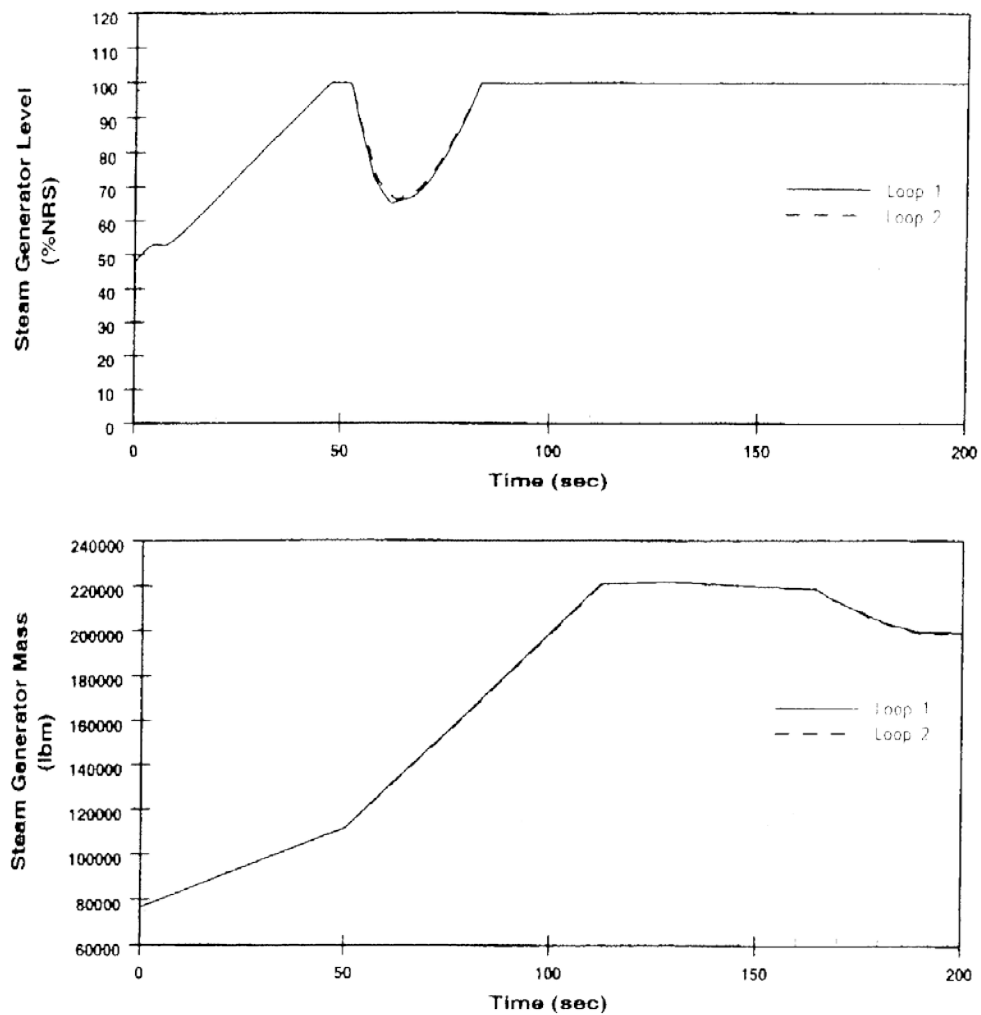 120
110
100
90
80
70
60
50
40
30
20
10
0
Steam Generator Level
(%NRS)
Loop 1
Loop 2
0 50 100 150 200
Time (sec)
240000
220000
200000
180000
160000
140000
120000
100000
80000
60000
Steam Generator Mass
(lbm)
Loop 1
Loop 2
0 50 100 150 200
Time (sec)